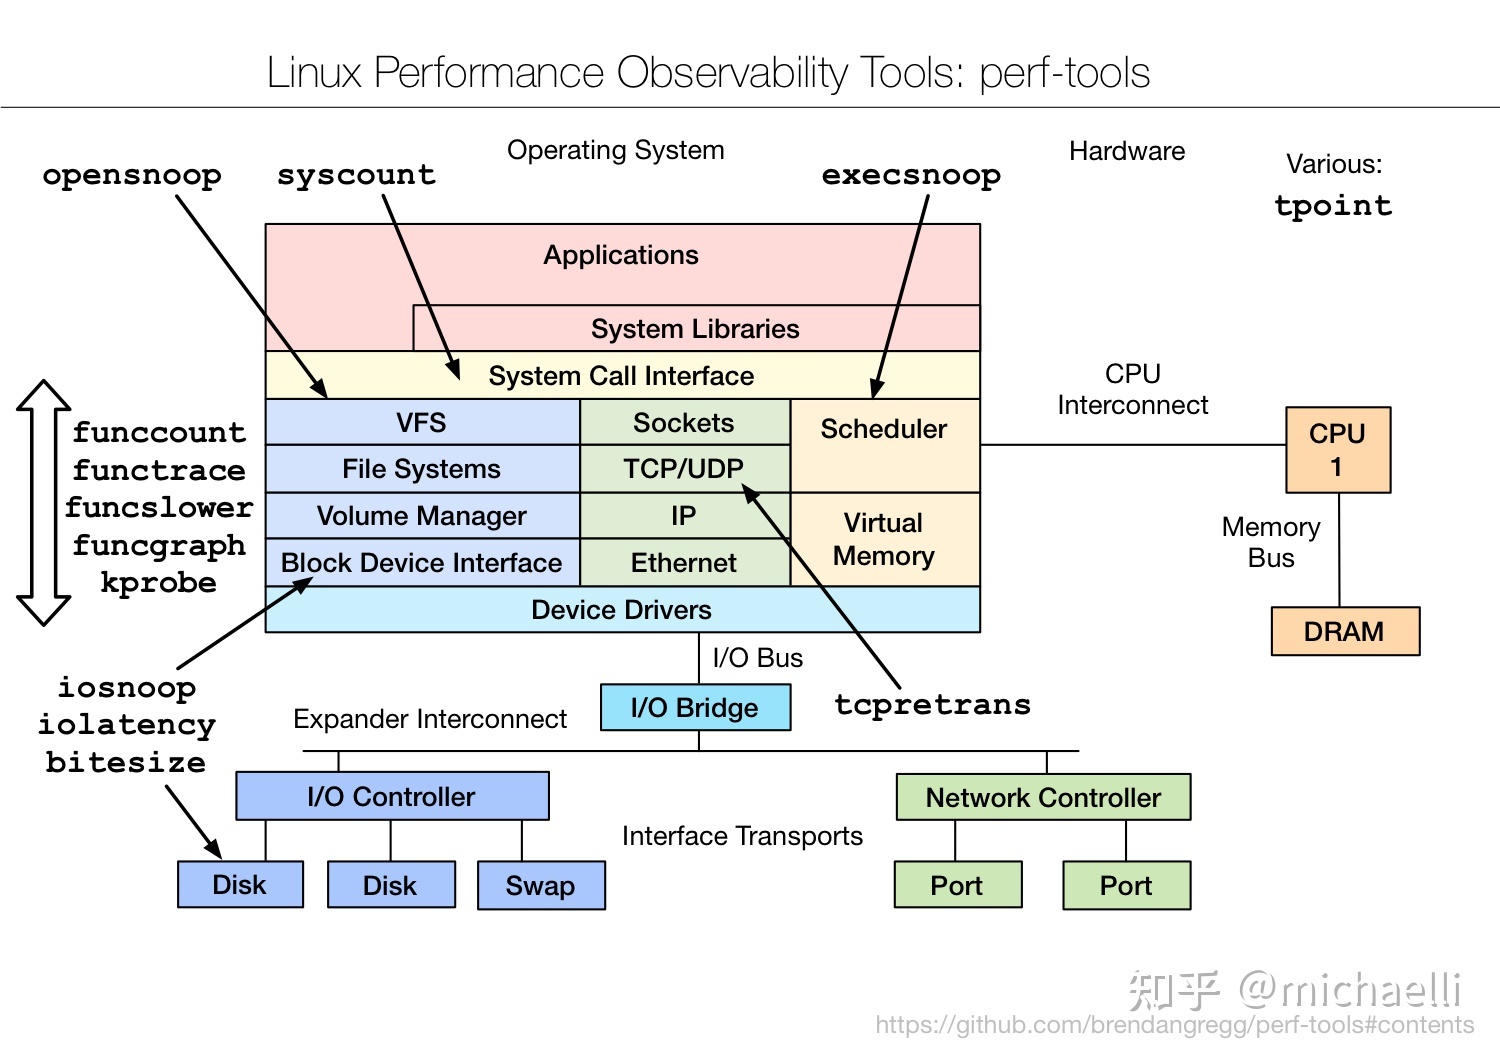 Linux Performance Observability Tools: perf-tools
Operating System
Hardware
Various:
opensnoop
syscount
execsnoop
tpoint
Applications
System Libraries
System Call Interface
CPU
Interconnect
VFS
Sockets
Scheduler
File Systems
TCP/UDP
Volume Manager
IP
Virtual
Memory
Block Device Interface
Ethernet
Device Drivers
CPU
1
Memory
Bus
DRAM
funccount
functrace
funcslower
funcgraph
kprobe
I/O Bus
iosnoop
iolatency
bitesize
I/O Bridge
tcpretrans
Expander Interconnect
I/O Controller
Network Controller
Interface Transports
Disk
Disk
Swap
Port
Port
知乎 @michaelli
https://github.com/brendangregg/perf-tools#contents